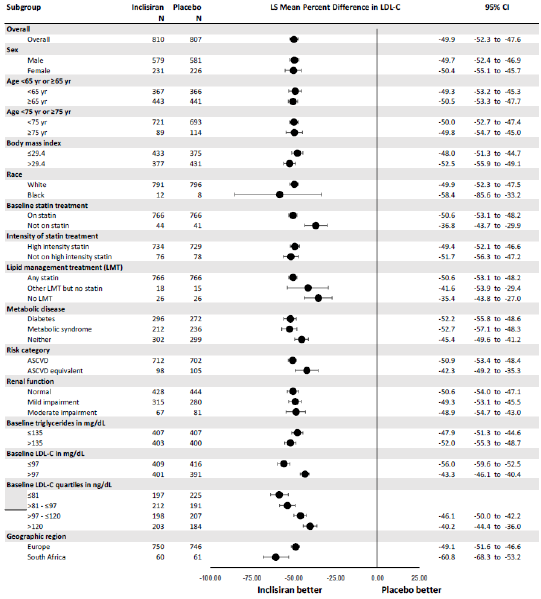 Subgroup Inclisiran Placebo LS Mean Percent Difference in LDL-C 95% CI
N N
Overall
Overall 810 807 -49.9 -52.3 to -47.6
Sex
Male 579 581 -49.7 -52.4 to -46.9
Female 231 226 -50.4 -55.1 to -45.7
Age <65 yr or ≥65 yr
<65 yr 367 366 -49.3 -53.2 to -45.3
≥65 yr 443 441 -50.5 -53.3 to -47.7
Age <75 yr or ≥75 yr
<75 yr 721 693 -50.0 -52.7 to -47.4
≥75 yr 89 114 -49.8 -54.7 to -45.0
Body mass index
≤29.4 433 375 -48.0 -51.3 to -44.7
>29.4 377 431 -52.5 -55.9 to -49.1
Race
White 791 796 -49.9 -52.3 to -47.5
Black 12 8 -58.4 -85.6 to -33.2
Baseline statin treatment
On statin 766 766 -50.6 -53.1 to -48.2
Not on statin 44 41 -36.8 -43.7 to -29.9
Intensity of statin treatment
High intensity statin 734 729 -49.4 -52.1 to -46.6
Not on high intensity statin 76 78 -51.7 -56.3 to -47.2
Lipid management treatment (LMT)
Any statin 766 766 -50.6 -53.1 to -48.2
Other LMT but no statin 18 15 -41.6 -53.9 to -29.4
No LMT 26 26 -35.4 -43.8 to -27.0
Metabolic disease
Diabetes 296 272 -52.2 -55.8 to -48.6
Metabolic syndrome 212 236 -52.7 -57.1 to -48.3
Neither 302 299 -45.4 -49.6 to -41.2
Risk category
ASCVD 712 702 -50.9 -53.4 to -48.4
ASCVD equivalent 98 105 -42.3 -49.2 to -35.3
Renal function
Normal 428 444 -50.6 -54.0 to -47.1
Mild impairment 315 280 -49.3 -53.1 to -45.5
Moderate impairment 67 81 -48.9 -54.7 to -43.0
Baseline triglycerides in mg/dL
≤135 407 407 -47.9 -51.3 to -44.6
>135 403 400 -52.0 -55.3 to -48.7
Baseline LDL-C in mg/dL
≤97 409 416 -56.0 -59.6 to -52.5
>97 401 391 -43.3 -46.1 to -40.4
Baseline LDL-C quartiles in ng/dL
≤81 197 225
>81 - ≤97 212 191
>97 - ≤120 198 207 -46.1 -50.0 to -42.2
>120 203 184 -40.2 -44.4 to -36.0
Geographic region
Europe 750 746 -49.1 -51.6 to -46.6
South Africa 60 61 -60.8 -68.3 to -53.2
-100.00 -50.00 0.00 50.00 100.00
Inclisiran better Placebo better